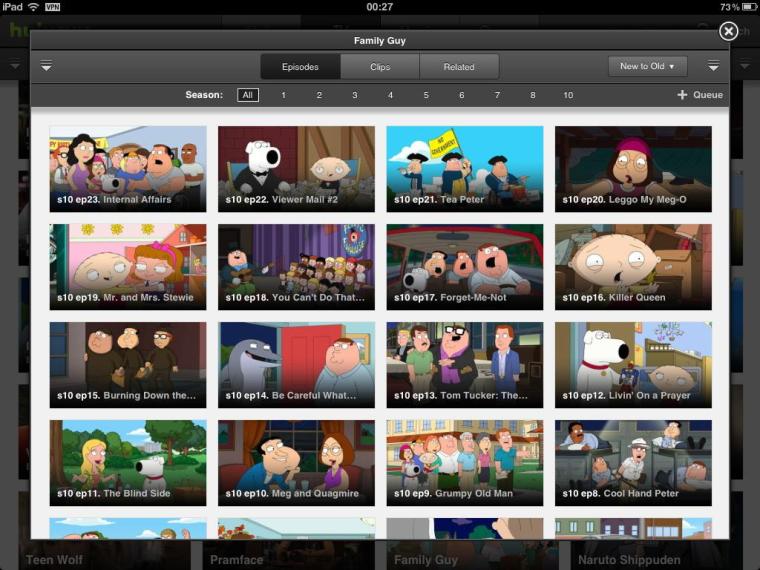 iPad VPN 00:27 73%
Family Guy
Episodes Clips Related New to Old
Season: All 1 2 3 4 5 6 7 8 10 + Queue
s10 ep23. Internal Affairs
s10 ep22. Viewer Mail #2
s10 ep21. Tea Peter
NO GOVERNMENT!
s10 ep20. Leggo My Meg-O
s10 ep19. Mr. and Mrs. Stewie
s10 ep18. You Can't Do That...
s10 ep17. Forget-Me-Not
s10 ep16. Killer Queen
s10 ep15. Burning Down the...
s10 ep14. Be Careful What...
s10 ep13. Tom Tucker: The...
s10 ep12. Livin' On a Prayer
s10 ep11. The Blind Side
s10 ep10. Meg and Quagmire
s10 ep9. Grumpy Old Man
s10 ep8. Cool Hand Peter
Teen Wolf Pramface Family Guy Naruto Shippuden